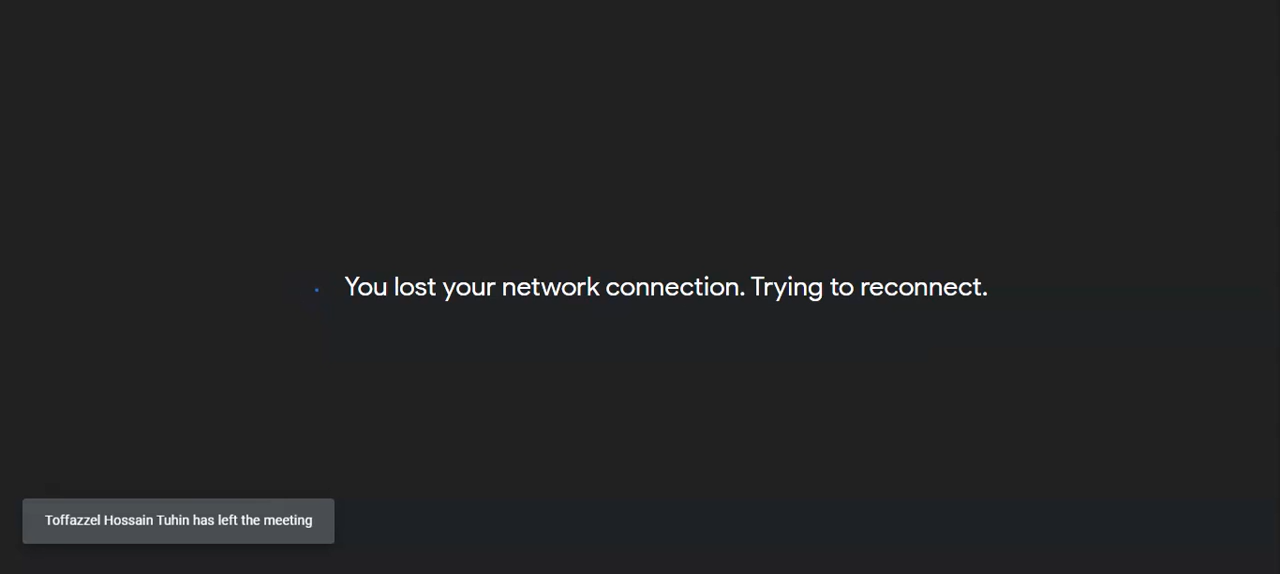 You lost your network connection. Trying to reconnect.
Toffazzel Hossain Tuhin has left the meeting